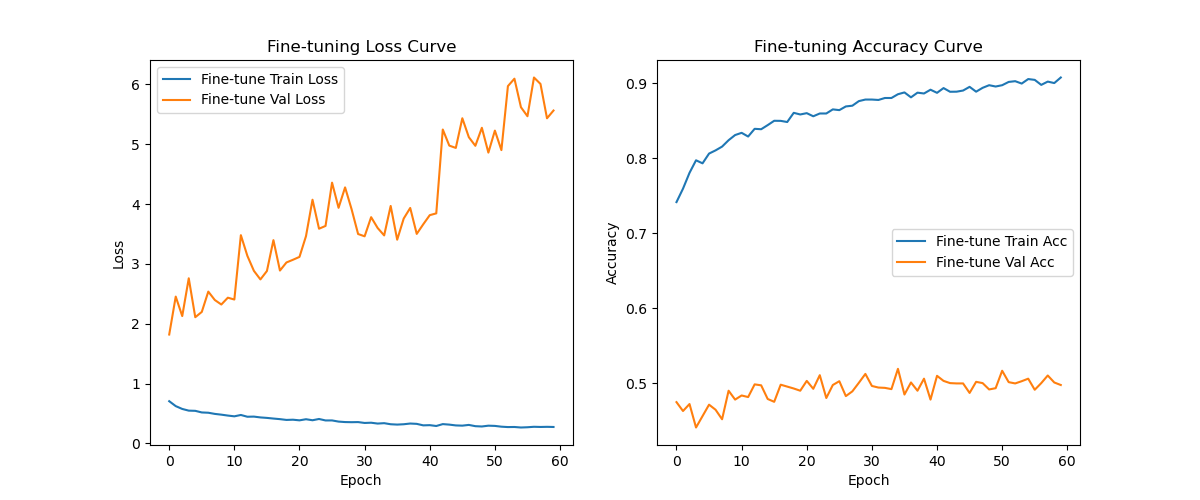 Fine-tuning Loss Curve
Fine-tune Train Loss
Fine-tune Val Loss
6
5
4
3
2
1
0
Loss
0 10 20 30 40 50 60
Epoch
Fine-tuning Accuracy Curve
Fine-tune Train Acc
Fine-tune Val Acc
0.9
0.8
0.7
0.6
0.5
Accuracy
0 10 20 30 40 50 60
Epoch